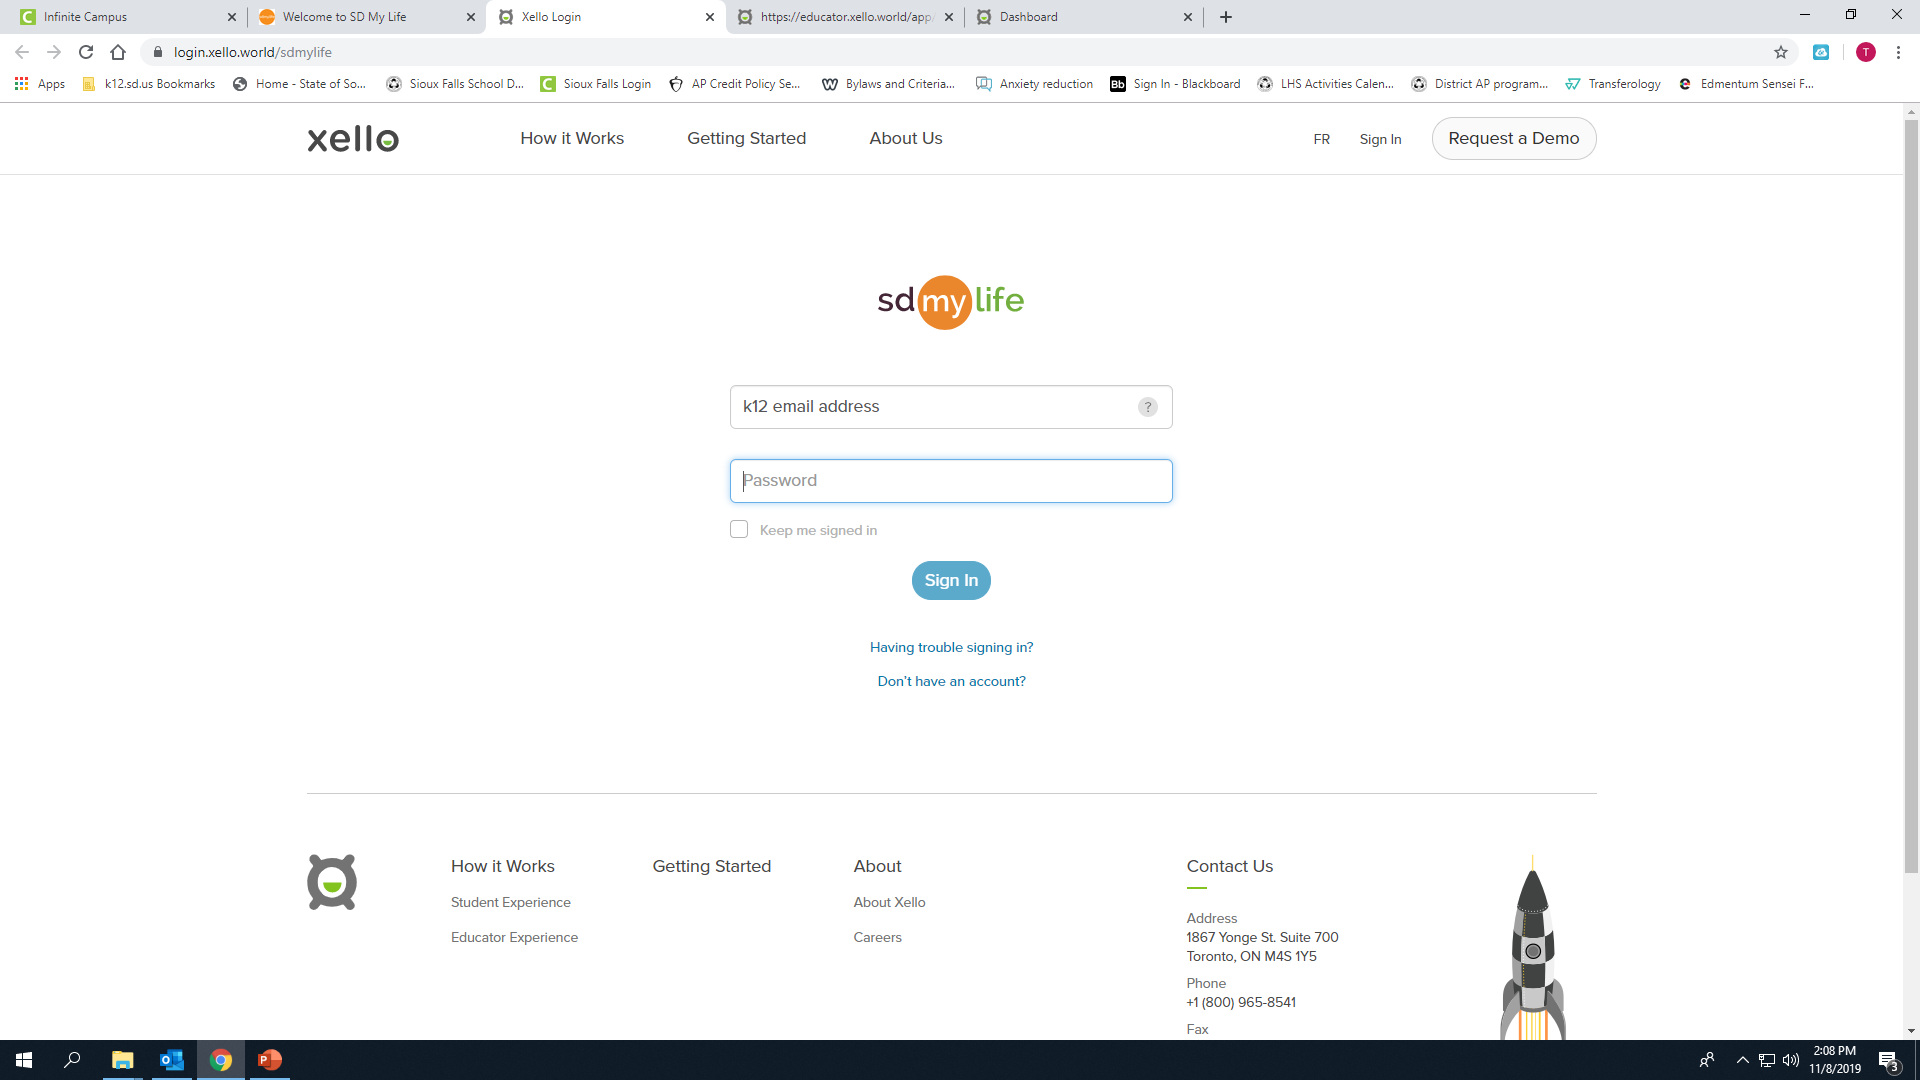 Infinite Campus
Welcome to SD My Life
Xello Login
https://educator.xello.world/app/
Dashboard
login.xello.world/sdmylife
T
Apps
k12.sd.us Bookmarks
Home - State of So...
Sioux Falls School D...
Sioux Falls Login
AP Credit Policy Se...
Bylaws and Criteria...
Anxiety reduction
Bb Sign In - Blackboard
LHS Activities Calen...
District AP program...
Transferology
Edmentum Sensei F...
xello
How it Works
Getting Started
About Us
FR
Sign In
Request a Demo
sd my life
k12 email address
?
Password
Keep me signed in
Sign In
Having trouble signing in?
Don't have an account?
How it Works
Student Experience
Educator Experience
Getting Started
About
About Xello
Careers
Contact Us
Address
1867 Yonge St. Suite 700
Toronto, ON M4S 1Y5
Phone
+1 (800) 965-8541
Fax
2:08 PM
11/8/2019
3